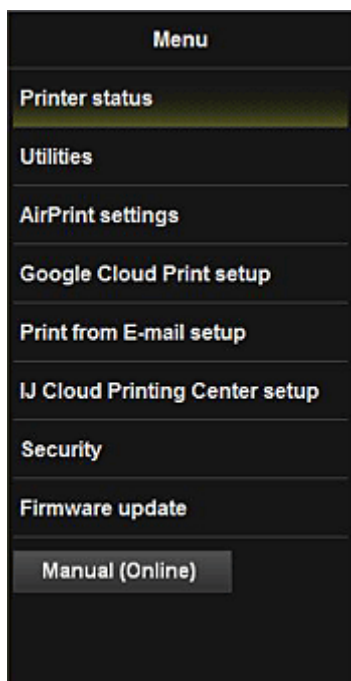 Menu
Printer status
Utilities
AirPrint settings
Google Cloud Print setup
Print from E-mail setup
IJ Cloud Printing Center setup
Security
Firmware update
Manual (Online)